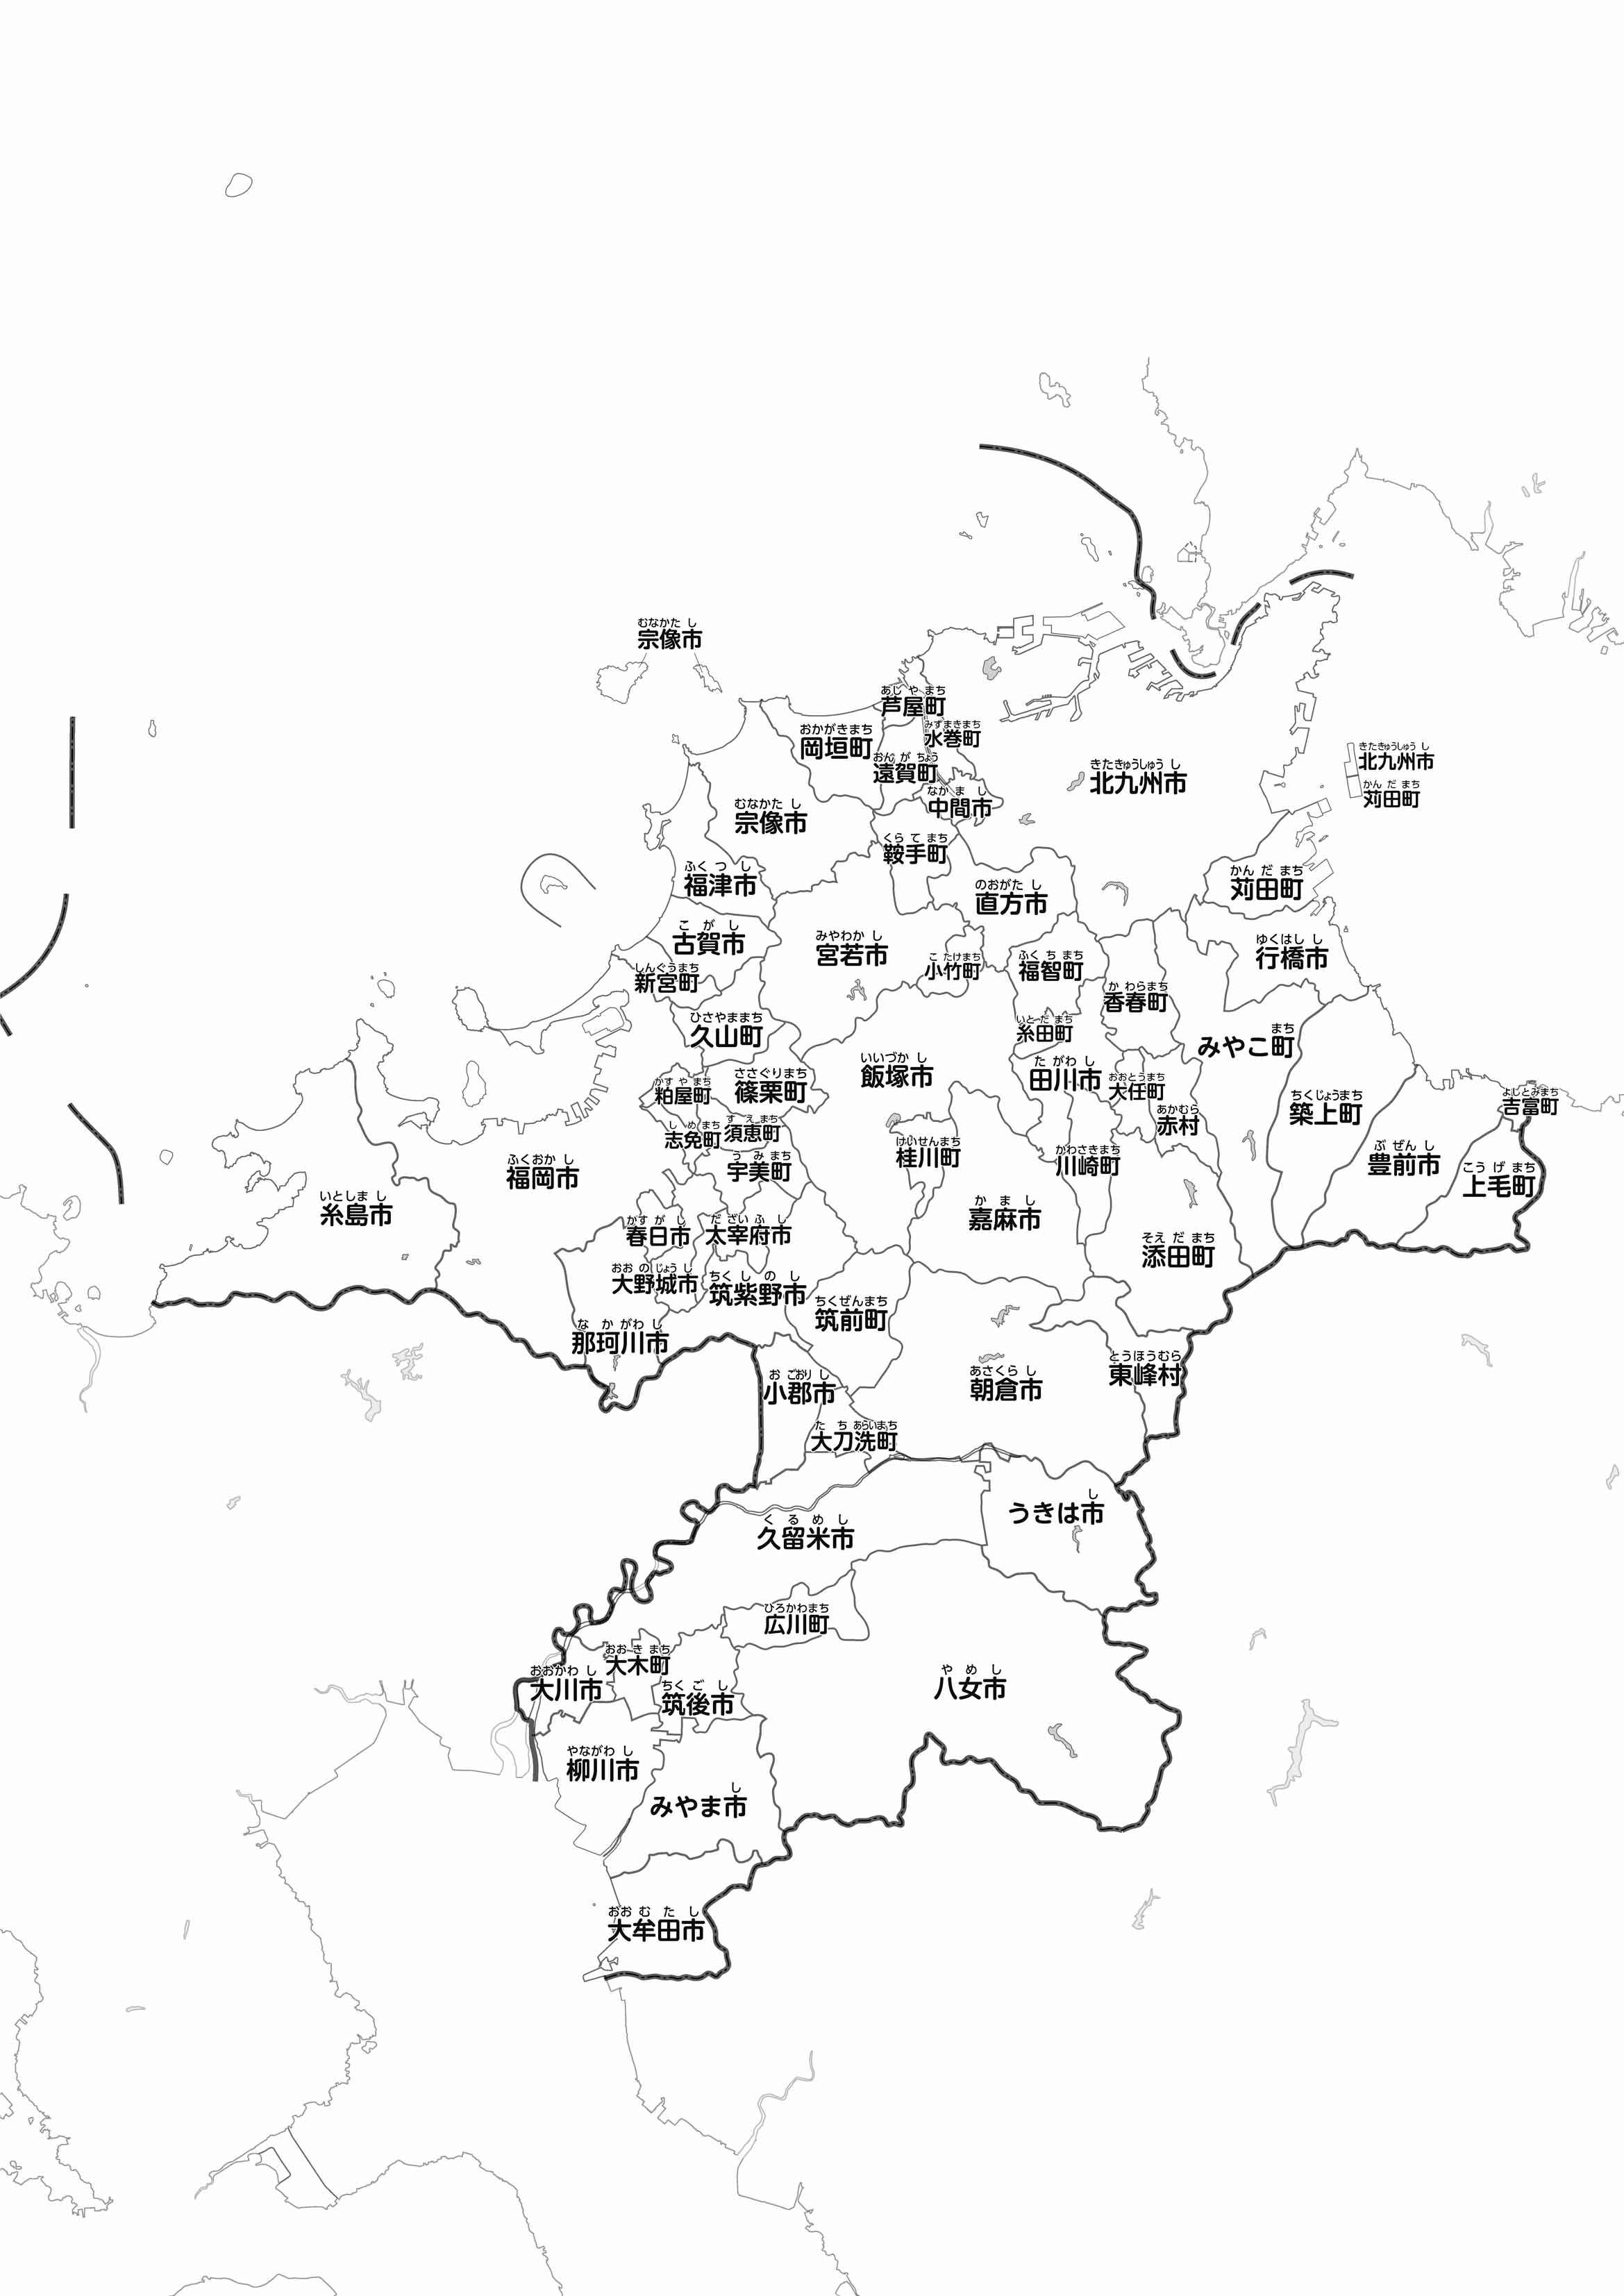 むなかた し
宗像市
あし や まち
芦屋町
みずまきまち
水巻町
おかがきまち
岡垣町
おん が ちょう
遠賀町
きたきゅうしゅう し
北九州市
きたきゅうしゅう し
北九州市
かん だ まち
苅田町
なか ま し
中間市
むなかた し
宗像市
くら て まち
鞍手町
ふく つ し
福津市
のおがた し
直方市
かん だ まち
苅田町
こ が し
古賀市
みやわか し
宮若市
ゆくはし し
行橋市
しんぐうまち
新宮町
こ たけまち
小竹町
ふく ち まち
福智町
か わらまち
香春町
ひさやままち
久山町
いと だ まち
糸田町
まち
みやこ町
いいづか し
飯塚市
た がわ し
田川市
かす や まち
粕屋町
ささぐりまち
篠栗町
おおとうまち
大任町
ちくじょうまち
築上町
よしとみまち
吉富町
あかむら
赤村
し め まち
志免町
す え まち
須恵町
けいせんまち
桂川町
かわさきまち
川崎町
ぶ ぜん し
豊前市
ふくおか し
福岡市
う み まち
宇美町
こう げ まち
上毛町
いとしま し
糸島市
か ま し
嘉麻市
かす が し
春日市
だ ざい ふ し
太宰府市
そえ だ まち
添田町
おお の じょう し
大野城市
ちく し の し
筑紫野市
ちくぜんまち
筑前町
な か がわ し
那珂川市
とうほうむら
東峰村
お ごおり し
小郡市
あさくら し
朝倉市
た ち あらいまち
大刀洗町
し
うきは市
く る め し
久留米市
ひろかわまち
広川町
おお き まち
大木町
おおかわ し
大川市
ちく ご し
筑後市
や め し
八女市
やながわ し
柳川市
し
みやま市
おお む た し
大牟田市